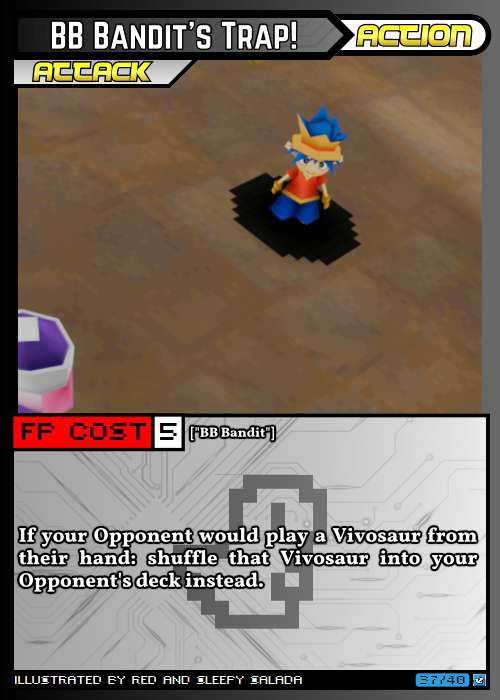 BB Bandit's Trap!
ACTION
ATTACK
FP COST 5 ["BB Bandit"]
If your Opponent would play a Vivosaur from
their hand: shuffle that Vivosaur into your
Opponent's deck instead.
ILLUSTRATED BY RED AND SLEEPY SALADA
37/40